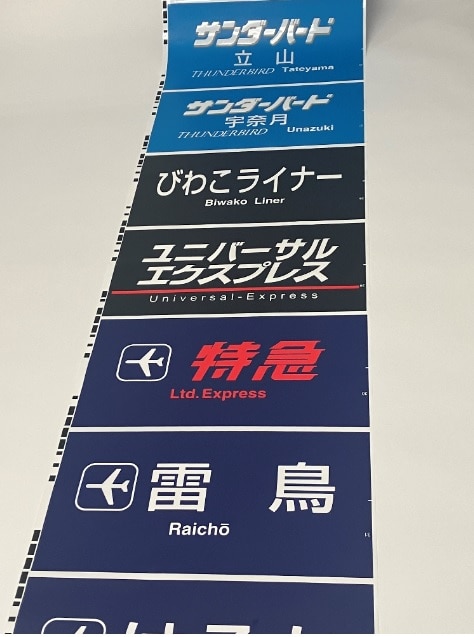 サンダーバード
立山
THUNDERBIRD Tateyama
サンダーバード
宇奈月
THUNDERBIRD Unazuki
びわこライナー
Biwako Liner
ユニバーサル
エクスプレス
Universal-Express
特急
Ltd. Express
雷鳥
Raichō